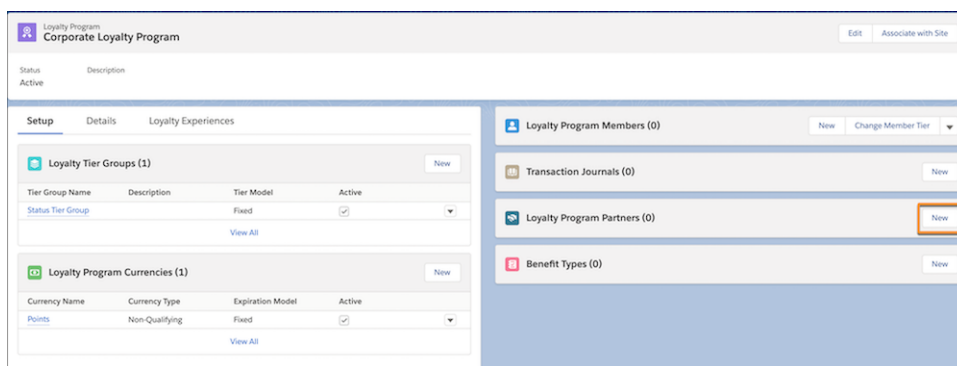 Loyalty Program
Corporate Loyalty Program
Edit
Associate with Site
Status
Description
Active
Setup
Details
Loyalty Experiences
Loyalty Tier Groups (1)
New
Tier Group Name
Description
Tier Model
Active
Status Tier Group
Fixed
View All
Loyalty Program Currencies (1)
New
Currency Name
Currency Type
Expiration Model
Active
Points
Non-Qualifying
Fixed
View All
Loyalty Program Members (0)
New
Change Member Tier
Transaction Journals (0)
New
Loyalty Program Partners (0)
New
Benefit Types (0)
New